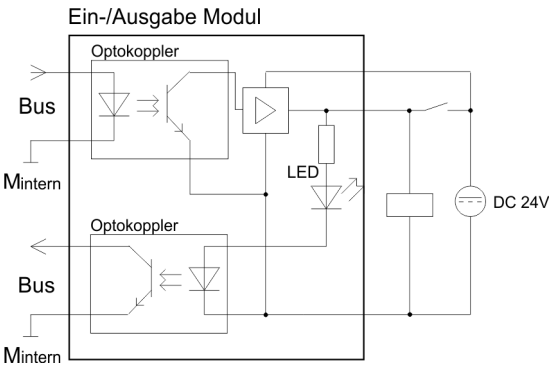 Ein-/Ausgabe Modul
Optokoppler
Bus
Mintern
LED
DC 24V
Optokoppler
Bus
Mintern